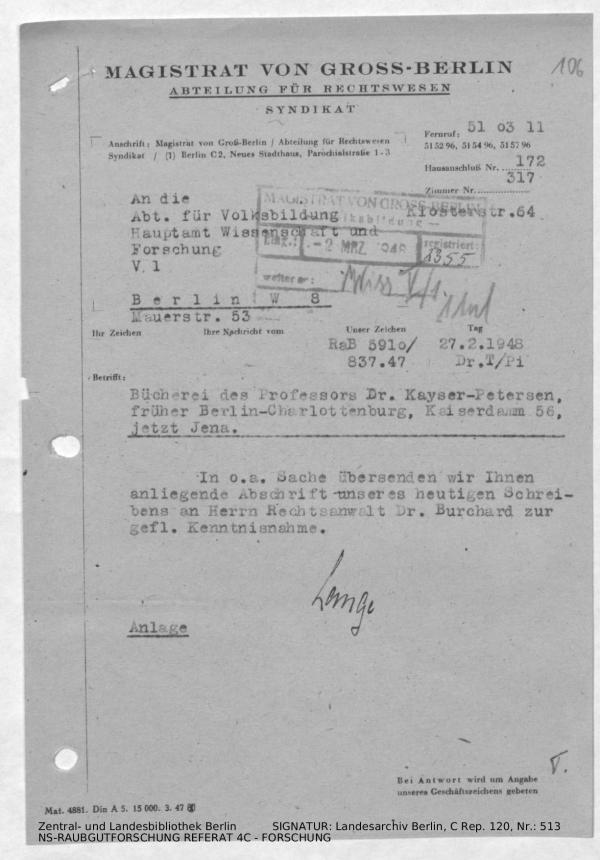 106
MAGISTRAT VON GROSS-BERLIN
ABTEILUNG FÜR RECHTSWESEN
SYNDIKAT
Anschrift: Magistrat von Groß-Berlin / Abteilung für Rechtswesen
Syndikat / (1) Berlin C2, Neues Stadthaus, Parochialstraße 1-3
Fernruf: 51 03 11
51 52 96, 51 54 96, 51 57 96
Hausanschluß Nr. 172
Zimmer Nr. 317
An die
Abt. für Volksbildung Klosterstr.64
Hauptamt Wissenschaft und
Forschung
V 1
Berlin W 8
Mauerstr. 53
MAGISTRAT VON GROSS-BERLIN
Volksbildung
Eing.: -2. MRZ. 1948 registriert:
1355
weiter an: Wiss V/1
Ihr Zeichen Ihre Nachricht vom Unser Zeichen Tag
RaB 5910/ 27.2.1948
837.47 Dr.T/Pi
Betrifft:
Bücherei des Professors Dr. Kayser-Petersen,
früher Berlin-Charlottenburg, Kaiserdamm 56,
jetzt Jena.
In o.a. Sache übersenden wir Ihnen
anliegende Abschrift unseres heutigen Schrei-
bens an Herrn Rechtsanwalt Dr. Burchard zur
gefl. Kenntnisnahme.
Lange
Anlage
Bei Antwort wird um Angabe
unseres Geschäftszeichens gebeten
Mat. 4881. Din A 5. 15 000. 3. 47
Zentral- und Landesbibliothek Berlin SIGNATUR: Landesarchiv Berlin, C Rep. 120, Nr.: 513
NS-RAUBGUTFORSCHUNG REFERAT 4C - FORSCHUNG